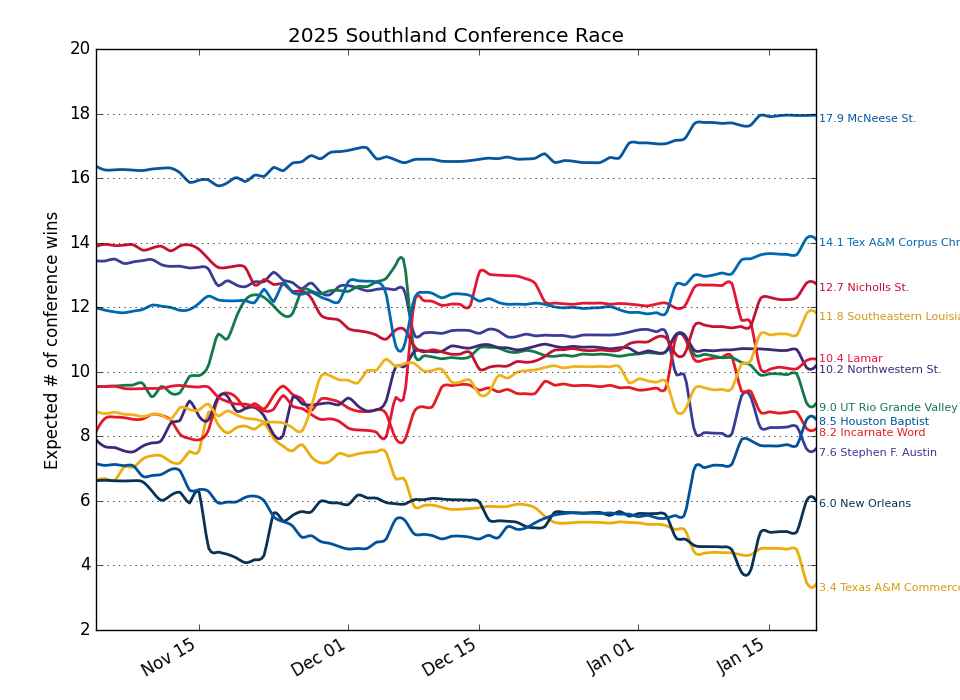 2025 Southland Conference Race
Expected # of conference wins
20
18
16
14
12
10
8
6
4
2
Nov 15
Dec 01
Dec 15
Jan 01
Jan 15
17.9 McNeese St.
14.1 Tex A&M Corpus Chr
12.7 Nicholls St.
11.8 Southeastern Louisia
10.4 Lamar
10.2 Northwestern St.
9.0 UT Rio Grande Valley
8.5 Houston Baptist
8.2 Incarnate Word
7.6 Stephen F. Austin
6.0 New Orleans
3.4 Texas A&M Commerce